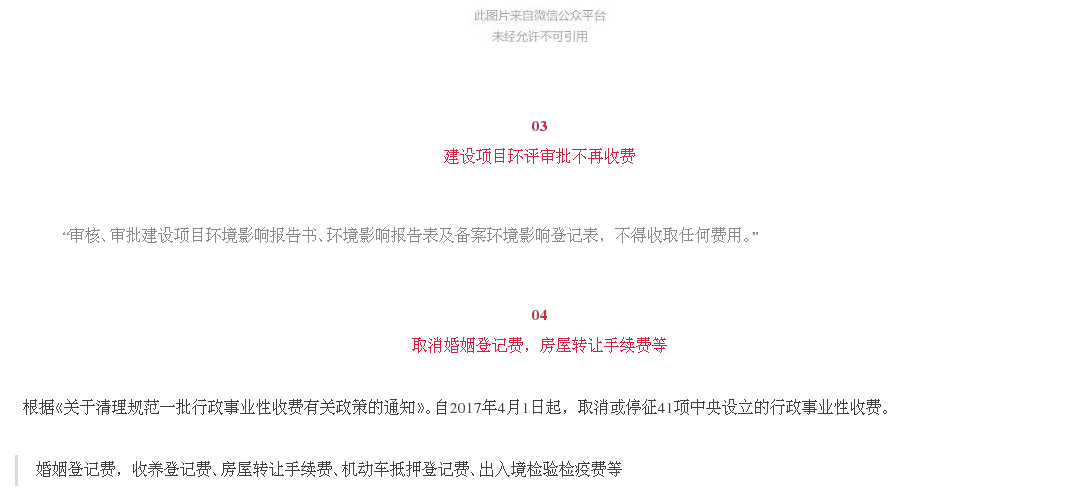 此图片来自微信公众平台
未经允许不可引用
03
建设项目环评审批不再收费
“审核、审批建设项目环境影响报告书、环境影响报告表及备案环境影响登记表，不得收取任何费用。”
04
取消婚姻登记费，房屋转让手续费等
根据《关于清理规范一批行政事业性收费有关政策的通知》。自2017年4月1日起，取消或停征41项中央设立的行政事业性收费。
婚姻登记费，收养登记费、房屋转让手续费、机动车抵押登记费、出入境检验检疫费等